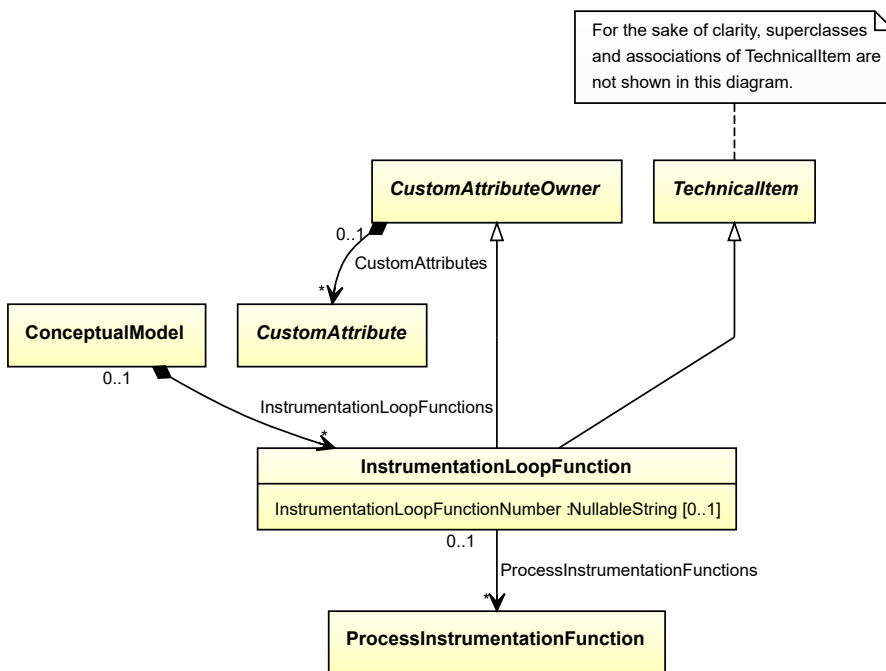 For the sake of clarity, superclasses
and associations of TechnicalItem are
not shown in this diagram.
CustomAttributeOwner
TechnicalItem
0..1
CustomAttributes
*
ConceptualModel
CustomAttribute
0..1
InstrumentationLoopFunctions
*
InstrumentationLoopFunction
InstrumentationLoopFunctionNumber :NullableString [0..1]
0..1
ProcessInstrumentationFunctions
*
ProcessInstrumentationFunction